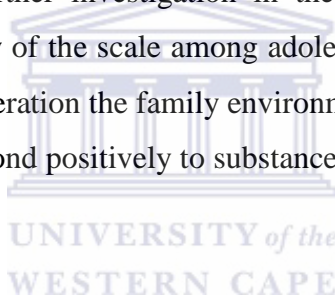 rther investigation in the
of the scale among adole
eration the family environm
ond positively to substance
UNIVERSITY of the
WESTERN CAPE